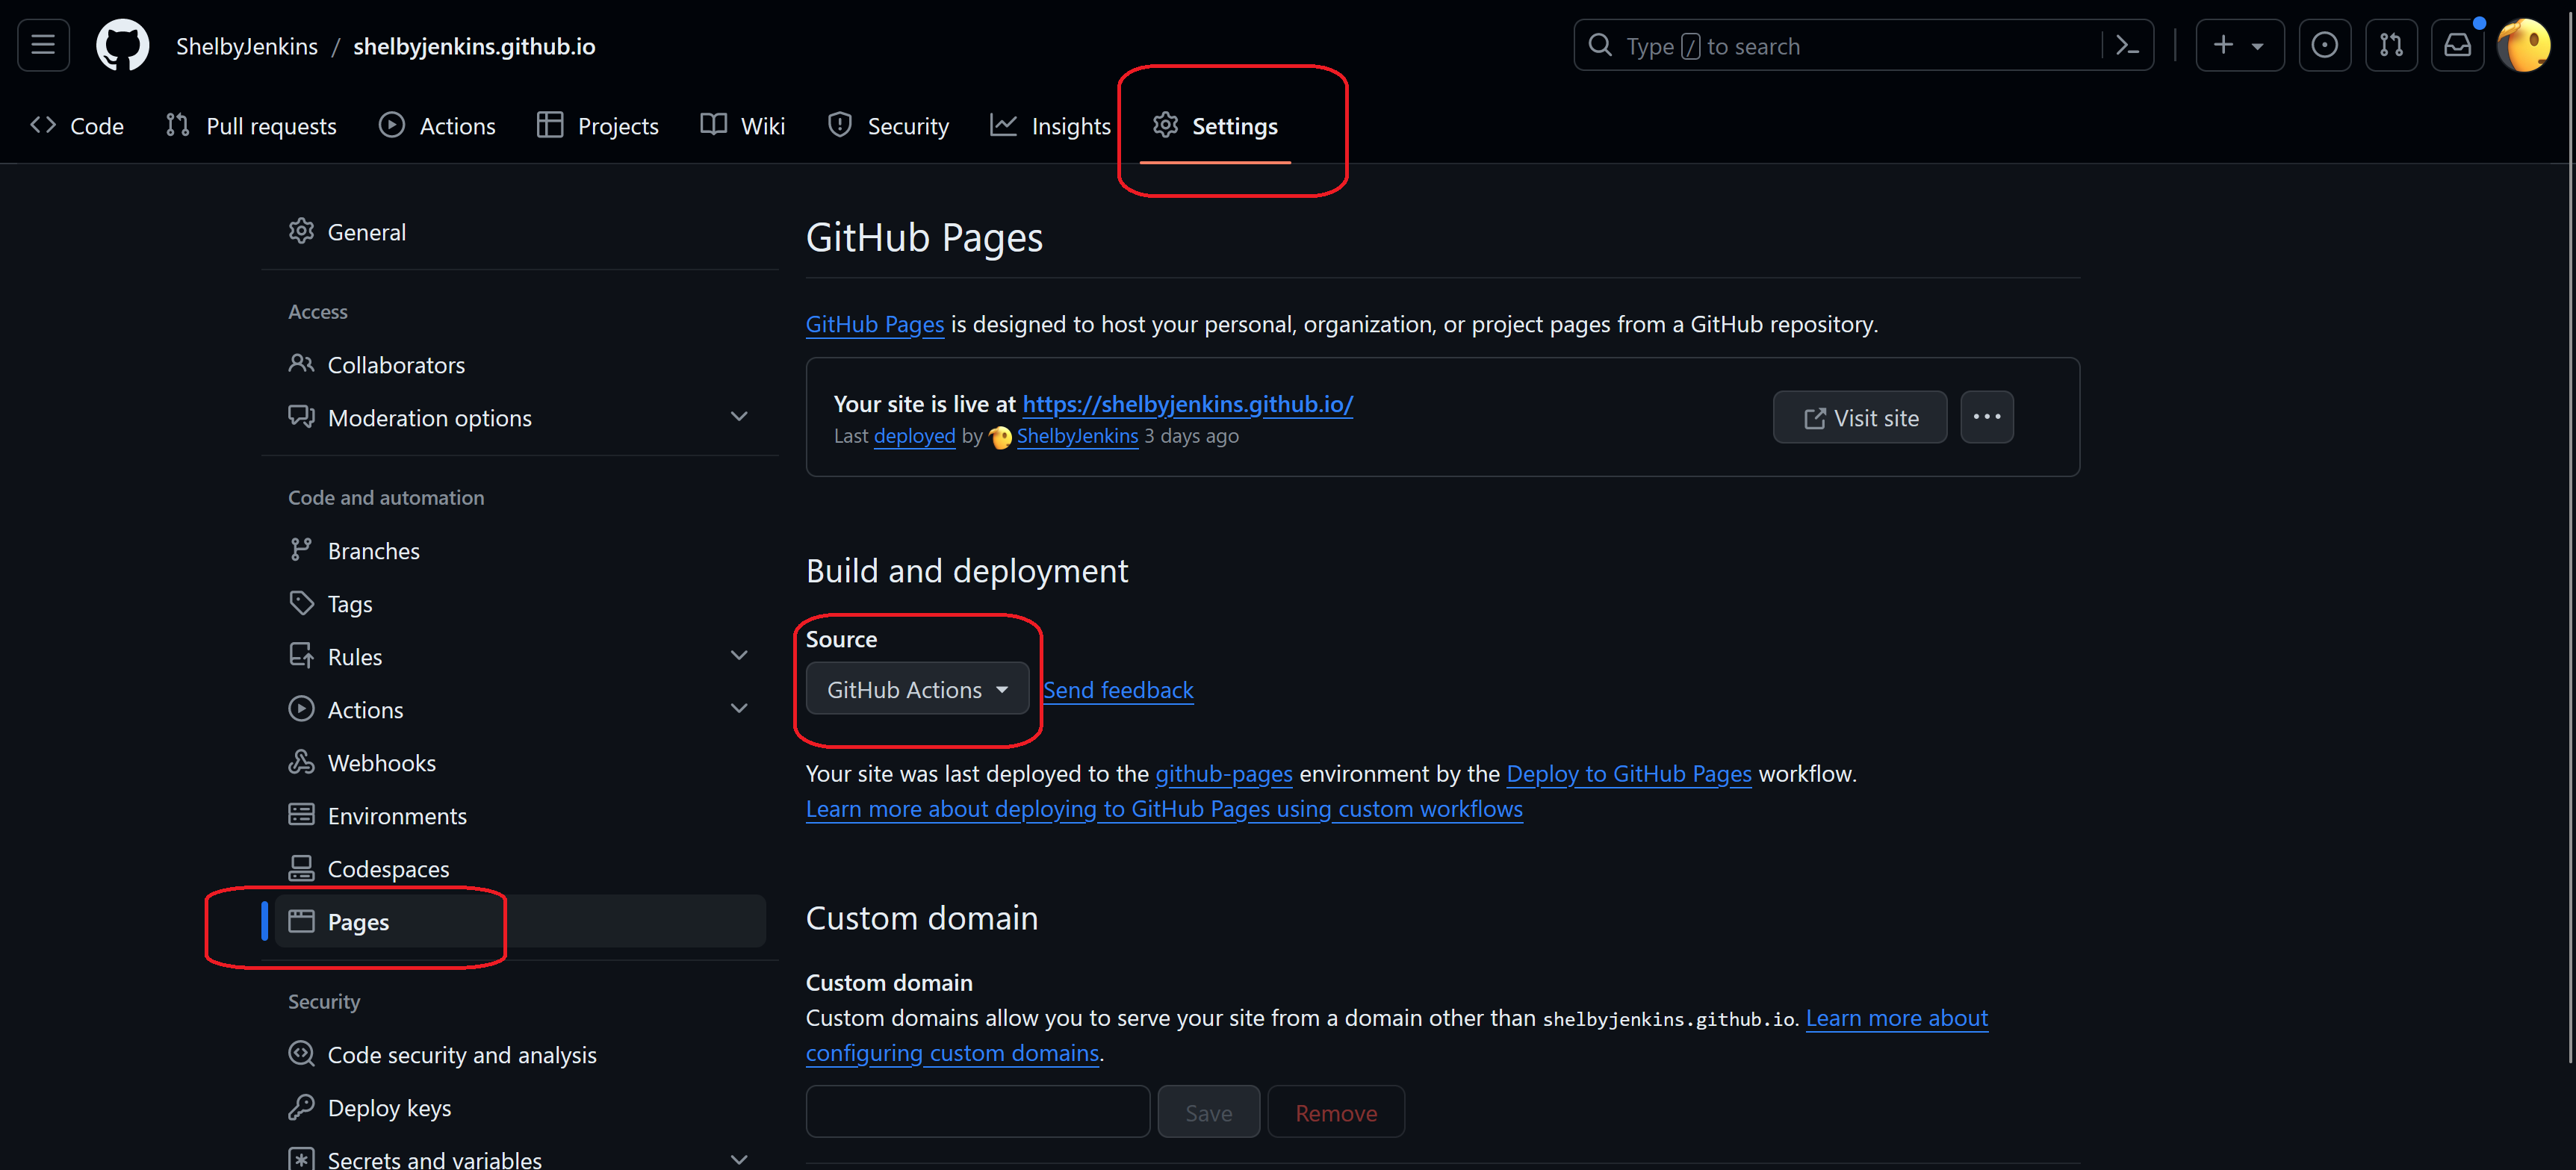 ShelbyJenkins / shelbyjenkins.github.io
Type / to search
Code Pull requests Actions Projects Wiki Security Insights Settings
General
Access
Collaborators
Moderation options
Code and automation
Branches
Tags
Rules
Actions
Webhooks
Environments
Codespaces
Pages
Security
Code security and analysis
Deploy keys
Secrets and variables
GitHub Pages
GitHub Pages is designed to host your personal, organization, or project pages from a GitHub repository.
Your site is live at https://shelbyjenkins.github.io/
Last deployed by ShelbyJenkins 3 days ago
Visit site
Build and deployment
Source
GitHub Actions
Send feedback
Your site was last deployed to the github-pages environment by the Deploy to GitHub Pages workflow.
Learn more about deploying to GitHub Pages using custom workflows
Custom domain
Custom domain
Custom domains allow you to serve your site from a domain other than shelbyjenkins.github.io. Learn more about
configuring custom domains.
Save Remove